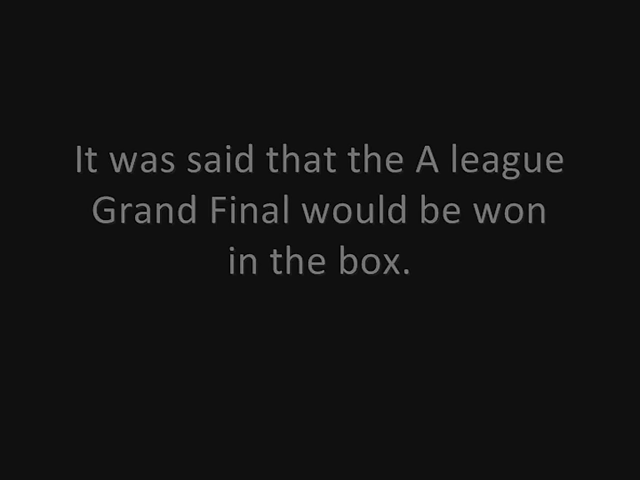 It was said that the A league
Grand Final would be won
in the box.